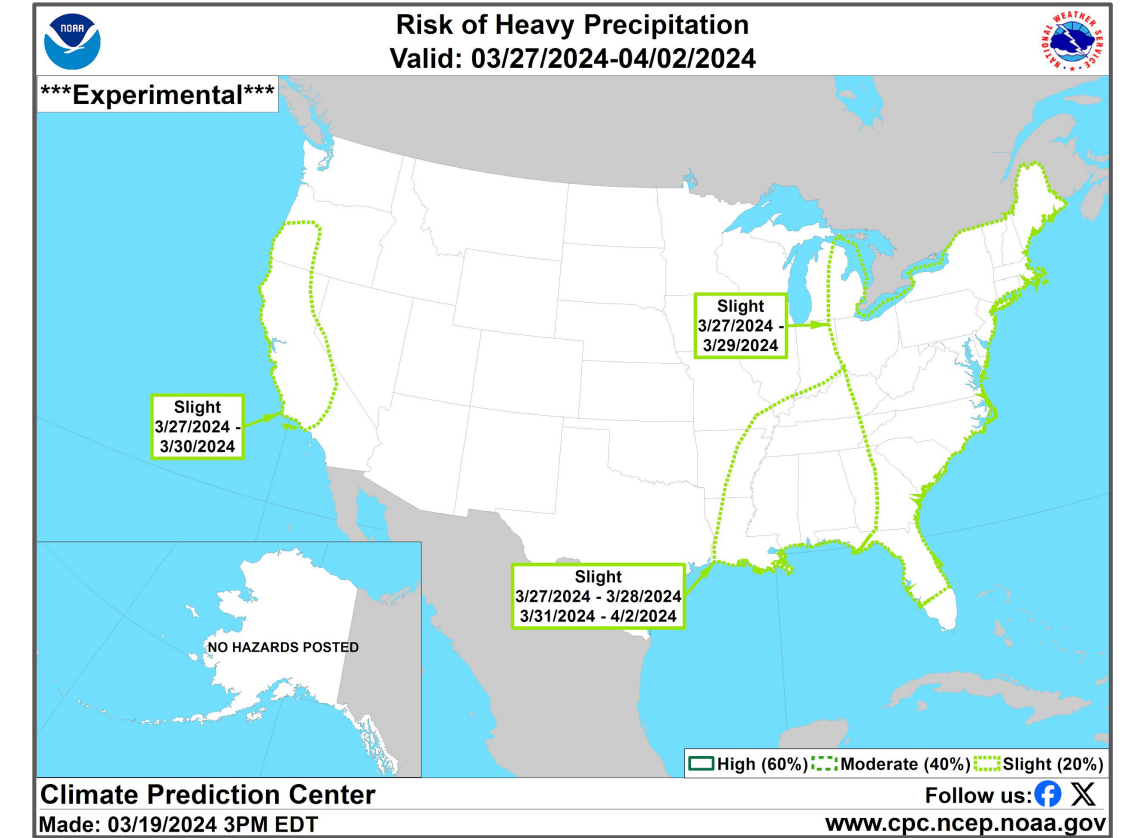 NOAA
Risk of Heavy Precipitation
Valid: 03/27/2024-04/02/2024
NATIONAL WEATHER SERVICE
***Experimental***
Slight
3/27/2024 -
3/29/2024
Slight
3/27/2024 -
3/30/2024
Slight
3/27/2024 - 3/28/2024
3/31/2024 - 4/2/2024
NO HAZARDS POSTED
High (60%) Moderate (40%) Slight (20%)
Climate Prediction Center
Follow us:
Made: 03/19/2024 3PM EDT
www.cpc.ncep.noaa.gov